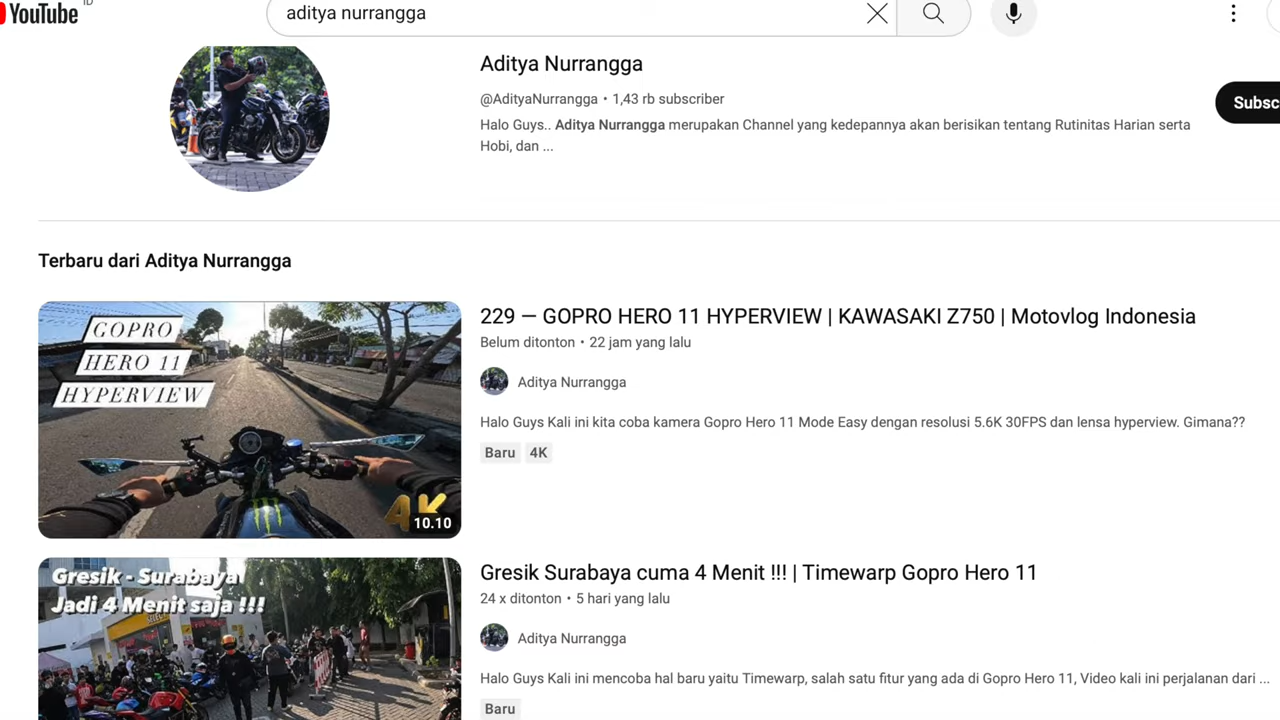 YouTube
ID
aditya nurrangga
Aditya Nurrangga
@AdityaNurrangga • 1,43 rb subscriber
Subsc
Halo Guys.. Aditya Nurrangga merupakan Channel yang kedepannya akan berisikan tentang Rutinitas Harian serta
Hobi, dan ...
Terbaru dari Aditya Nurrangga
GOPRO
HERO 11
HYPERVIEW
4K
10.10
229 — GOPRO HERO 11 HYPERVIEW | KAWASAKI Z750 | Motovlog Indonesia
Belum ditonton • 22 jam yang lalu
Aditya Nurrangga
Halo Guys Kali ini kita coba kamera Gopro Hero 11 Mode Easy dengan resolusi 5.6K 30FPS dan lensa hyperview. Gimana??
Baru 4K
Gresik - Surabaya
Jadi 4 Menit saja !!!
Gresik Surabaya cuma 4 Menit !!! | Timewarp Gopro Hero 11
24 x ditonton • 5 hari yang lalu
Aditya Nurrangga
Halo Guys Kali ini mencoba hal baru yaitu Timewarp, salah satu fitur yang ada di Gopro Hero 11, Video kali ini perjalanan dari ...
Baru